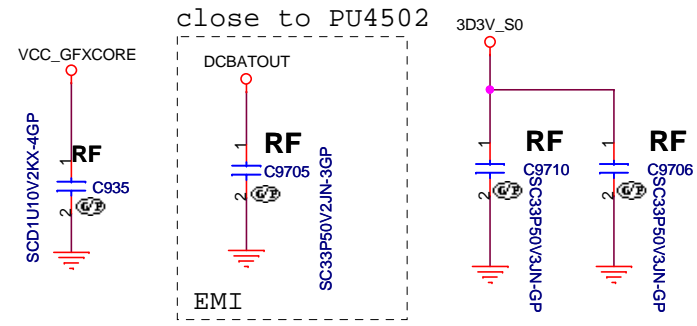 close to PU4502
VCC_GFXCORE
DCBATOUT
3D3V_S0
1
RF
C935
2
G/P
SCD1U10V2KX-4GP
1
RF
C9705
2
G/P
SC33P50V2JN-3GP
EMI
1
RF
C9710
2
G/P
SC33P50V3JN-GP
1
RF
C9706
2
G/P
SC33P50V3JN-GP